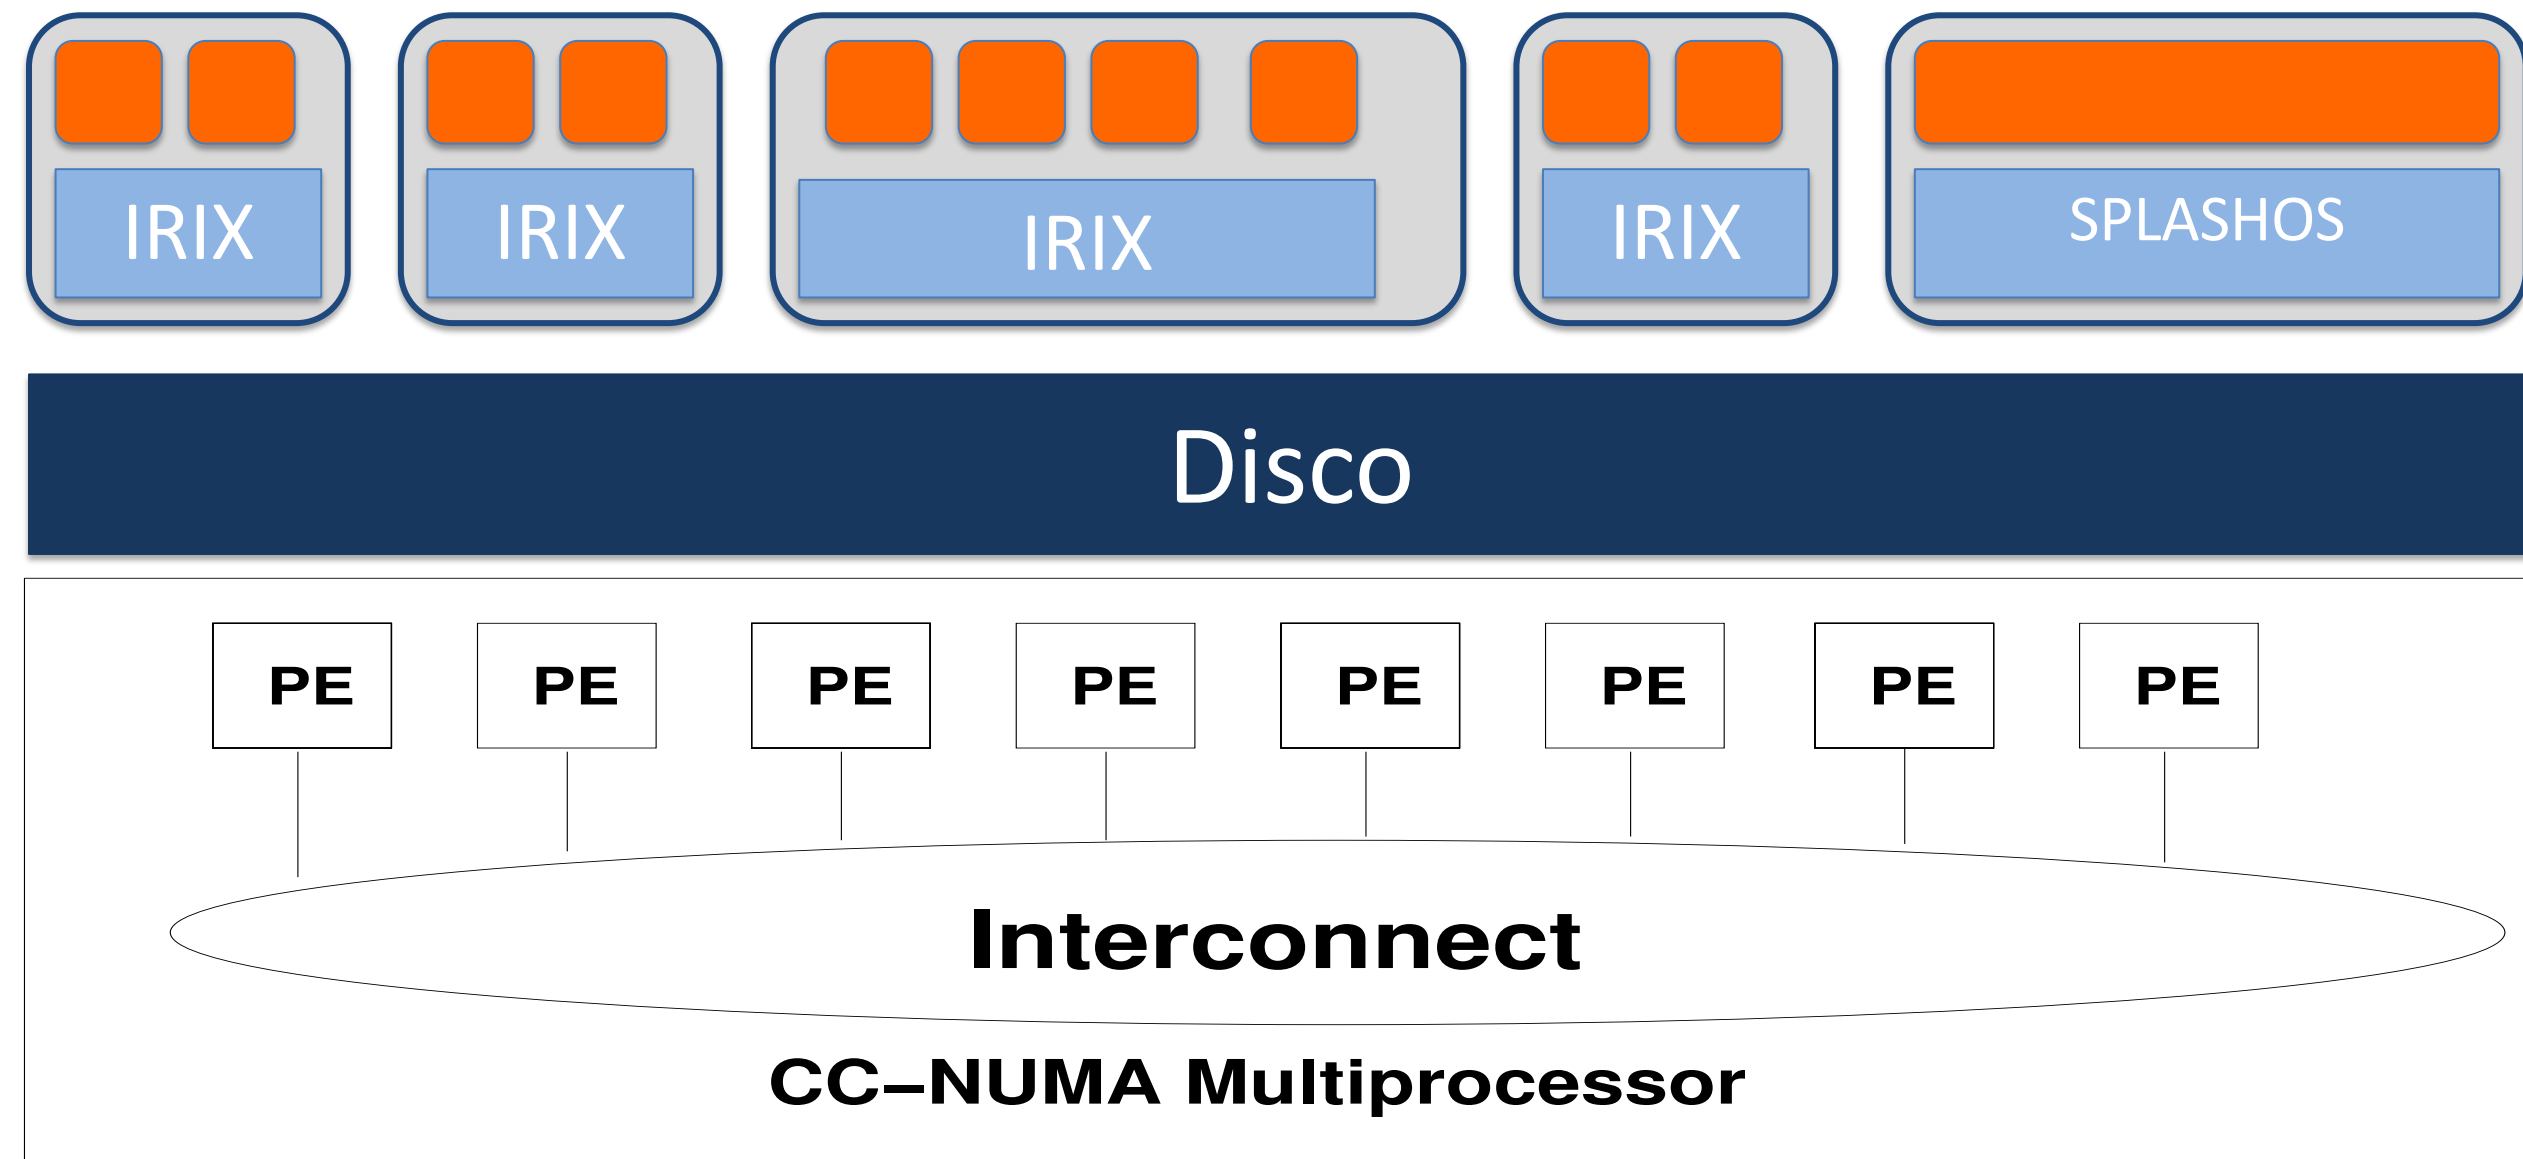 IRIX
IRIX
IRIX
IRIX
SPLASHOS
Disco
PE
PE
PE
PE
PE
PE
PE
PE
Interconnect
CC–NUMA Multiprocessor